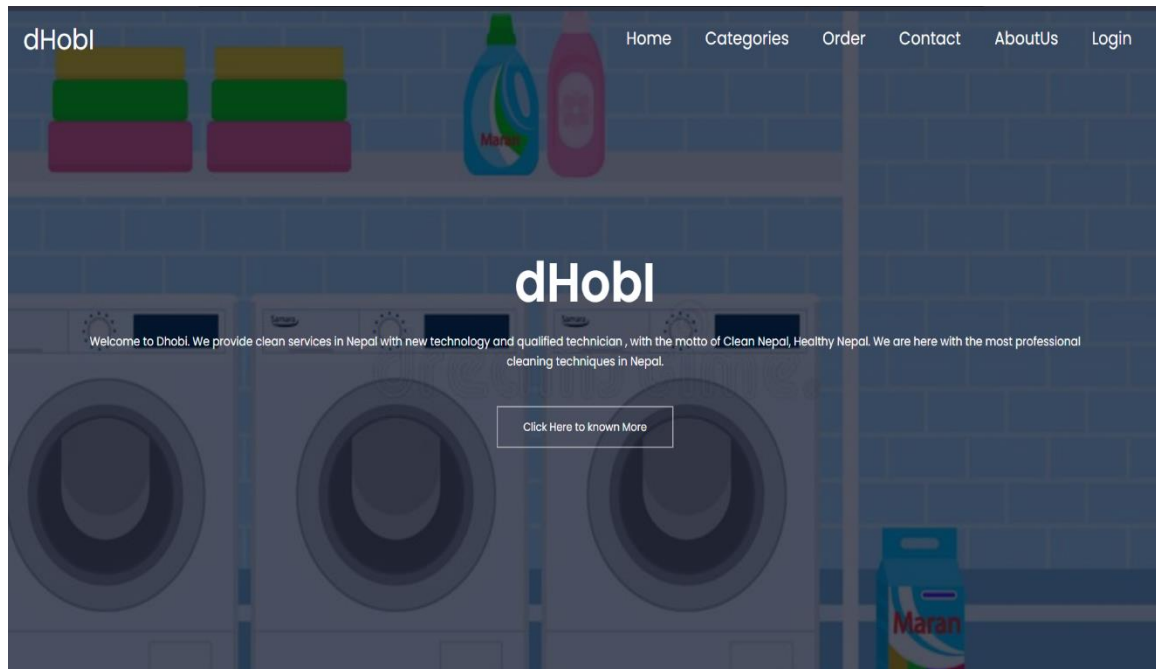 dHobI
Home Categories Order Contact AboutUs Login
Maran
dHobI
Welcome to Dhobi. We provide clean services in Nepal with new technology and qualified technician , with the motto of Clean Nepal, Healthy Nepal. We are here with the most professional
cleaning techniques in Nepal.
dreamstime.
Click Here to known More
Maran